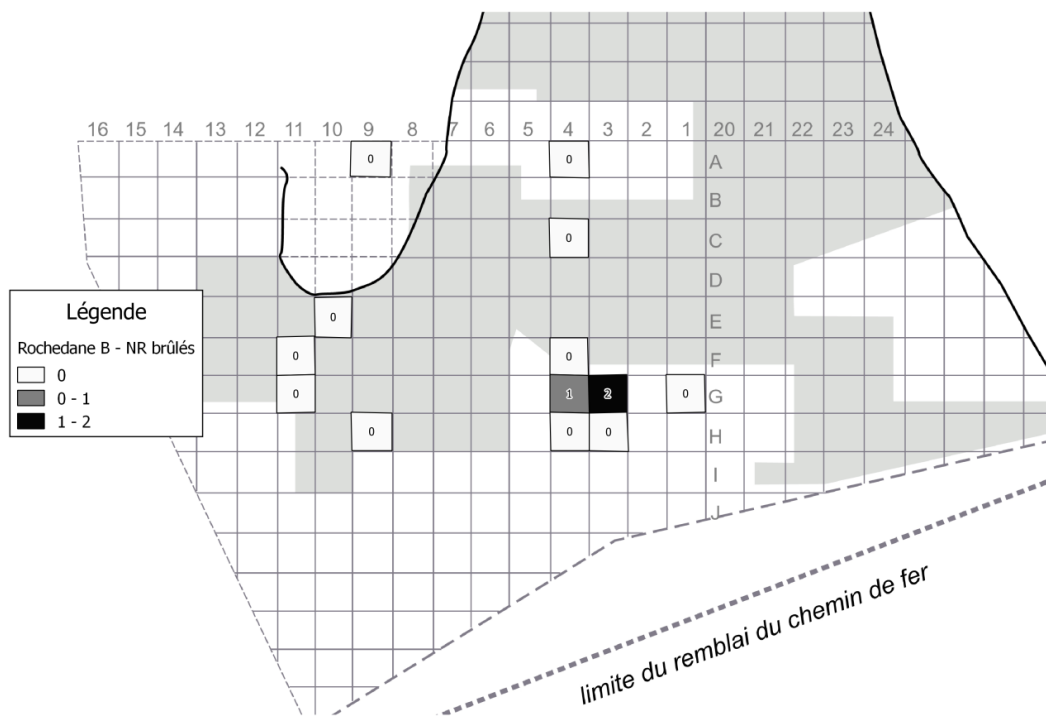 16 15 14 13 12 11 10 9 8 7 6 5 4 3 2 1 20 21 22 23 24
0 0 A
B
0 C
D
0 E
0 0 F
0 1 2 0 G
0 0 0 H
I
J
Légende
Rochedane B - NR brûlés
0
0 - 1
1 - 2
limite du remblai du chemin de fer